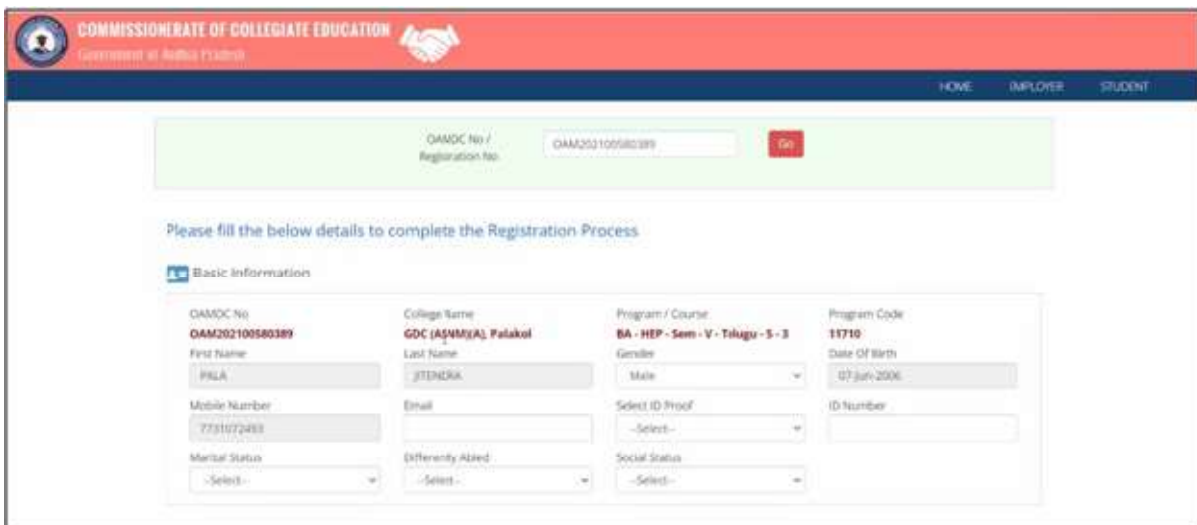 COMMISSIONERATE OF COLLEGIATE EDUCATION
Government of Andhra Pradesh
HOME EMPLOYER STUDENT
OAMDC No / Registration No.
OAM202100580389 Go
Please fill the below details to complete the Registration Process
Basic Information
OAMDC No College Name Program / Course Program Code
OAM202100580389 GDC (ASNM)(A), Palakol BA - HEP - Sem - V - Telugu - S - 3 11710
First Name Last Name Gender Date Of Birth
PALA JITENDRA Male 07-Jun-2006
Mobile Number Email Select ID Proof ID Number
--Select--
Marital Status Differently Abled Social Status
--Select-- --Select-- --Select--